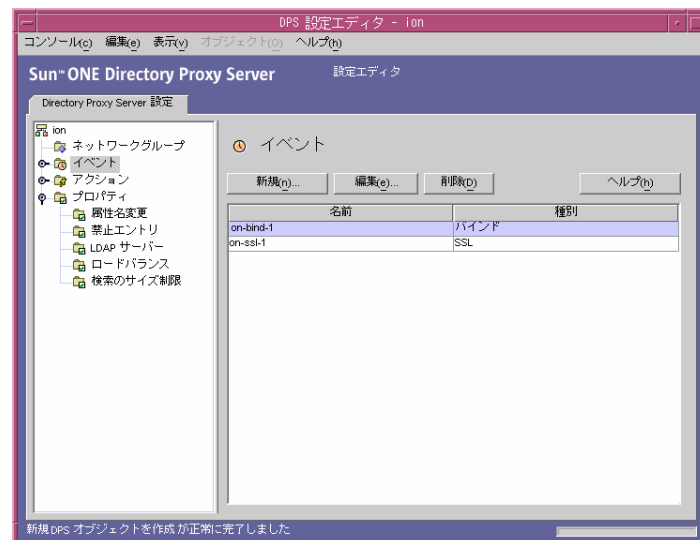 DPS 設定エディタ - ion
コンソール(c) 編集(e) 表示(v) オブジェクト(o) ヘルプ(h)
Sun™ ONE Directory Proxy Server 設定エディタ
Directory Proxy Server 設定
ion
ネットワークグループ
イベント
アクション
プロパティ
属性名変更
禁止エントリ
LDAP サーバー
ロードバランス
検索のサイズ制限
イベント
新規(n)... 編集(e)... 削除(D) ヘルプ(h)
名前 種別
on-bind-1 バインド
on-ssl-1 SSL
新規 DPS オブジェクトを作成 が正常に完了しました